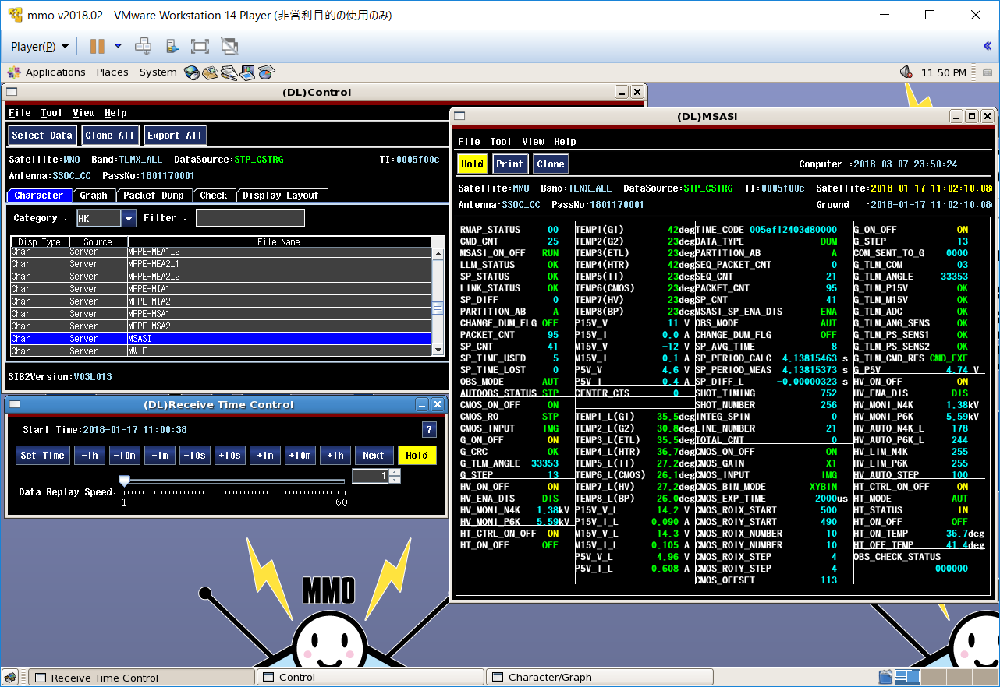 mmo v2018.02 - VMware Workstation 14 Player (非営利目的の使用のみ)
Player(P)
Applications Places System 11:50 PM
(DL)Control
File Tool View Help
Select Data Clone All Export All
Satellite:MMO Band:TLMX_ALL DataSource:STP_CSTRG TI:0005f00c
Antenna:SSOC_CC PassNo:1801170001
Character Graph Packet Dump Check Display Layout
Category : HK Filter :
Disp Type Source File Name
Char Server MPPE-MEA1_2
Char Server MPPE-MEA2_1
Char Server MPPE-MEA2_2
Char Server MPPE-MIA1
Char Server MPPE-MIA2
Char Server MPPE-MSA1
Char Server MPPE-MSA2
Char Server MSASI
Char Server MW-E
SIB2Version:V03L013
(DL)Receive Time Control
Start Time:2018-01-17 11:00:38 ?
Set Time -1h -10m -1m -10s +10s +1m +10m +1h Next Hold
1
Data Replay Speed:
1 60
(DL)MSASI
File Tool View Help
Hold Print Clone Computer :2018-03-07 23:50:24
Satellite:MMO Band:TLMX_ALL DataSource:STP_CSTRG TI:0005f00c Satellite:2018-01-17 11:02:10.08
Antenna:SSOC_CC PassNo:1801170001 Ground :2018-01-17 11:02:10.08
RMAP_STATUS 00
CMD_CNT 25
MSASI_ON_OFF RUN
LLM_STATUS OK
SP_STATUS OK
LINK_STATUS OK
SP_DIFF 0
PARTITION_AB A
CHANGE_DUM_FLG OFF
PACKET_CNT 95
SP_CNT 41
SP_TIME_USED 5
SP_TIME_LOST 0
OBS_MODE AUT
AUTOOBS_STATUS STP
CMOS_ON_OFF ON
CMOS_RO STP
CMOS_INPUT IMG
G_ON_OFF ON
G_CRC OK
G_TLM_ANGLE 33353
G_STEP 13
HV_ON_OFF ON
HV_ENA_DIS DIS
HV_MONI_N4K 1.38kV
HV_MONI_P6K 5.59kV
HT_CTRL_ON_OFF ON
HT_ON_OFF OFF
TEMP1(G1) 42deg
TEMP2(G2) 23deg
TEMP3(ETL) 23deg
TEMP4(HTR) 42deg
TEMP5(II) 23deg
TEMP6(CMOS) 23deg
TEMP7(HV) 23deg
TEMP8(BP) 23deg
P15V_V 11 V
P15V_I 0.0 A
M15V_V -12 V
M15V_I 0.1 A
P5V_V 4.6 V
P5V_I 0.4 A
CENTER_CTS 0
TEMP1_L(G1) 35.5deg
TEMP2_L(G2) 30.8deg
TEMP3_L(ETL) 35.5deg
TEMP4_L(HTR) 36.7deg
TEMP5_L(II) 27.2deg
TEMP6_L(CMOS) 26.1deg
TEMP7_L(HV) 27.2deg
TEMP8_L(BP) 26.0deg
P15V_V_L 14.2 V
P15V_I_L 0.090 A
M15V_V_L 14.3 V
M15V_I_L 0.105 A
P5V_V_L 4.96 V
P5V_I_L 0.608 A
TIME_CODE 005ef12403d80000
DATA_TYPE DUM
PARTITION_AB A
SEQ_PACKET_CNT 0
SEQ_CNT 21
PACKET_CNT 95
SP_CNT 41
MSASI_SP_ENA_DIS ENA
OBS_MODE AUT
CHANGE_DUM_FLG OFF
SP_AVG_TIME 8
SP_PERIOD_CALC 4.13815463 s
SP_PERIOD_MEAS 4.13815373 s
SP_DIFF_L -0.00000323 s
SHOT_TIMING 752
SHOT_NUMBER 256
INTEG_SPIN 0
LINE_NUMBER 21
TOTAL_CNT 0
CMOS_ON_OFF ON
CMOS_GAIN X1
CMOS_INPUT IMG
CMOS_BIN_MODE XYBIN
CMOS_EXP_TIME 2000us
CMOS_ROIX_START 500
CMOS_ROIY_START 490
CMOS_ROIX_NUMBER 10
CMOS_ROIY_NUMBER 10
CMOS_ROIX_STEP 4
CMOS_ROIY_STEP 4
CMOS_OFFSET 113
G_ON_OFF ON
G_STEP 13
COM_SENT_TO_G 0000
G_TLM_COM 03
G_TLM_ANGLE 33353
G_TLM_P15V OK
G_TLM_M15V OK
G_TLM_ADC OK
G_TLM_ANG_SENS OK
G_TLM_PS_SENS1 OK
G_TLM_PS_SENS2 OK
G_TLM_CMD_RES CMD_EXE
G_P5V 4.74 V
HV_ON_OFF ON
HV_ENA_DIS DIS
HV_MONI_N4K 1.38kV
HV_MONI_P6K 5.59kV
HV_AUTO_N4K_L 178
HV_AUTO_P6K_L 244
HV_LIM_N4K 255
HV_LIM_P6K 255
HV_AUTO_STEP 100
HT_CTRL_ON_OFF ON
HT_MODE AUT
HT_STATUS IN
HT_ON_OFF OFF
HT_ON_TEMP 36.7deg
HT_OFF_TEMP 41.4deg
OBS_CHECK_STATUS
000000
MMO
Receive Time Control Control Character/Graph